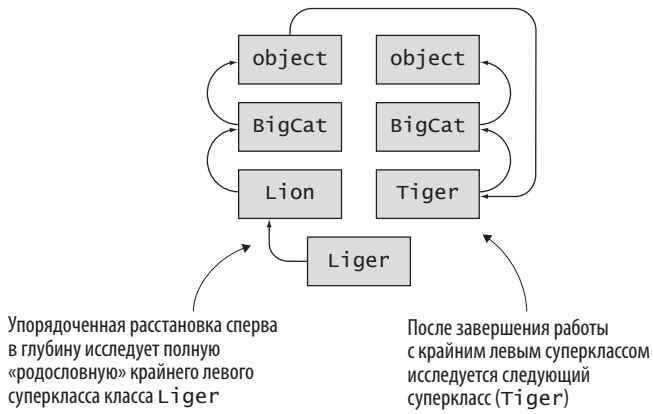 object
object
BigCat
BigCat
Lion
Tiger
Liger
Упорядоченная расстановка сперва
в глубину исследует полную
«родословную» крайнего левого
суперкласса класса Liger
После завершения работы
с крайним левым суперклассом
исследуется следующий
суперкласс (Tiger)